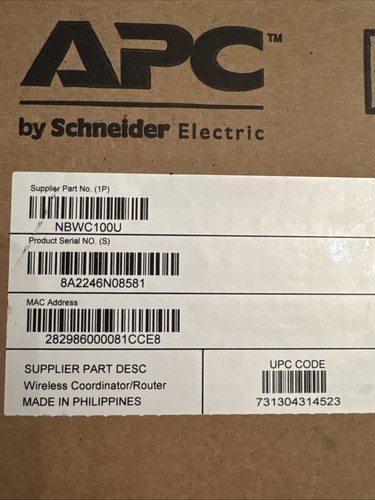 APC™
by Schneider Electric
Supplier Part No. (1P)
NBWC100U
Product Serial NO. (S)
8A2246N08581
MAC Address
282986000081CCE8
SUPPLIER PART DESC
Wireless Coordinator/Router
MADE IN PHILIPPINES
UPC CODE
731304314523